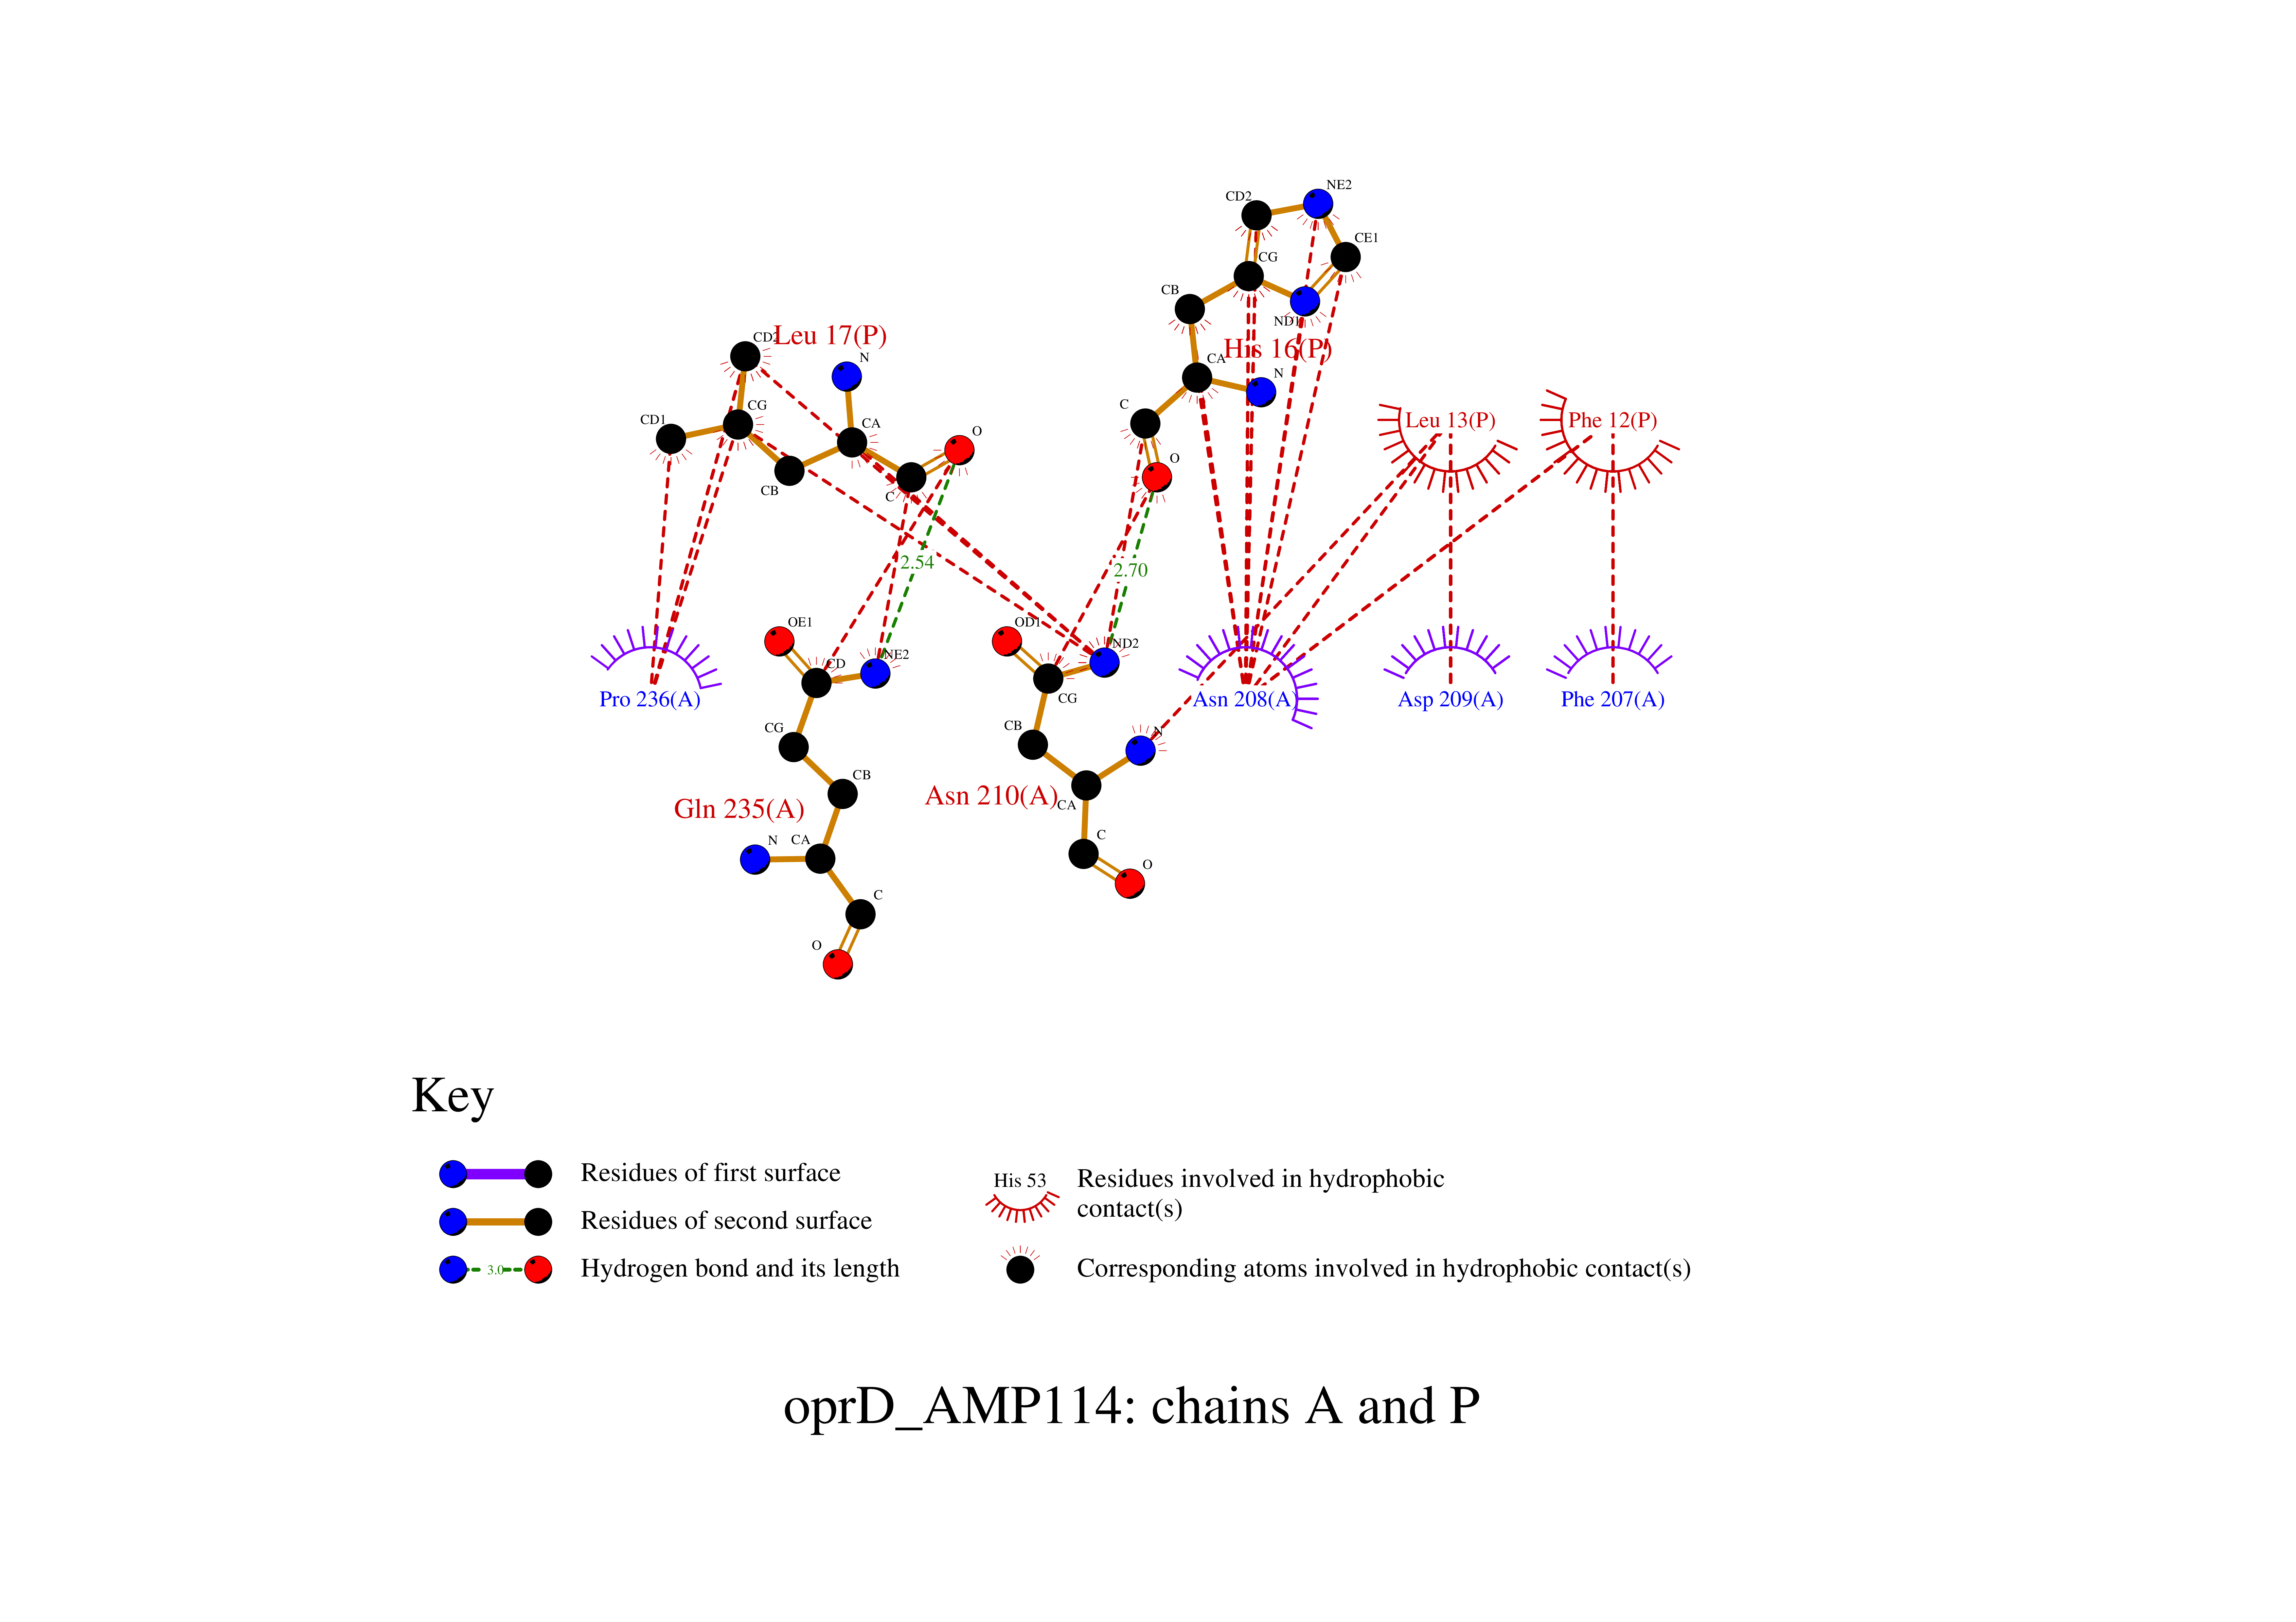 NE2
CD2
CE1
CG
CB
ND1
Leu 17(P)
CD2
His 16(P)
N
CA
N
C
CG
CD1
CA
O
Leu 13(P)
Phe 12(P)
O
CB
C
2.54
2.70
OE1
OD1
ND2
CD
NE2
CG
Pro 236(A)
Asn 208(A)
Asp 209(A)
Phe 207(A)
CG
CB
N
CB
Gln 235(A)
Asn 210(A)
CA
N
CA
C
O
C
O
Key
Residues of first surface
Residues of second surface
3.0
Hydrogen bond and its length
His 53
Residues involved in hydrophobic
contact(s)
Corresponding atoms involved in hydrophobic contact(s)
oprD_AMP114: chains A and P